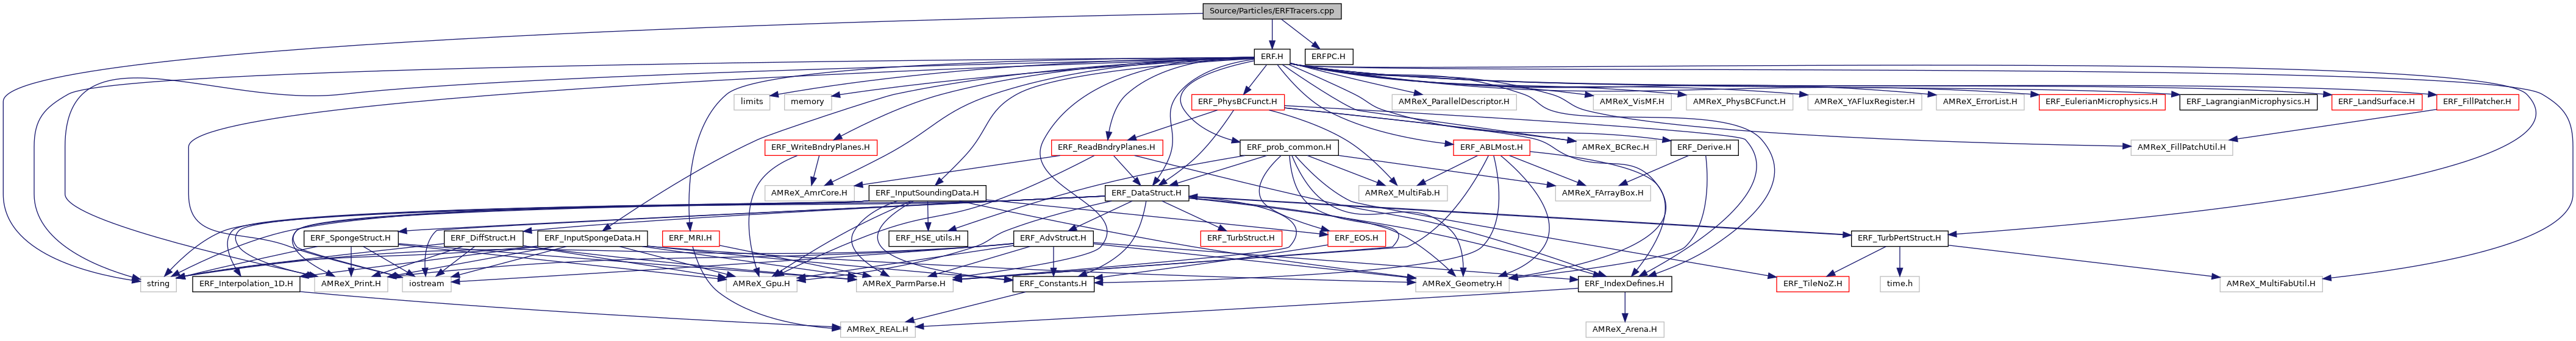 Source/Particles/ERFTracers.cpp
ERF.H
ERFPC.H
limits
memory
ERF_PhysBCFunct.H
AMReX_ParallelDescriptor.H
AMReX_VisMF.H
AMReX_PhysBCFunct.H
AMReX_YAFluxRegister.H
AMReX_ErrorList.H
ERF_EulerianMicrophysics.H
ERF_LagrangianMicrophysics.H
ERF_LandSurface.H
ERF_FillPatcher.H
ERF_WriteBndryPlanes.H
ERF_ReadBndryPlanes.H
ERF_prob_common.H
ERF_ABLMost.H
AMReX_BCRec.H
ERF_Derive.H
AMReX_FillPatchUtil.H
AMReX_AmrCore.H
ERF_InputSoundingData.H
ERF_DataStruct.H
AMReX_MultiFab.H
AMReX_FArrayBox.H
ERF_SpongeStruct.H
ERF_DiffStruct.H
ERF_InputSpongeData.H
ERF_MRI.H
ERF_HSE_utils.H
ERF_AdvStruct.H
ERF_TurbStruct.H
ERF_EOS.H
ERF_TurbPertStruct.H
string
ERF_Interpolation_1D.H
AMReX_Print.H
iostream
AMReX_Gpu.H
AMReX_ParmParse.H
ERF_Constants.H
AMReX_Geometry.H
ERF_IndexDefines.H
ERF_TileNoZ.H
time.h
AMReX_MultiFabUtil.H
AMReX_REAL.H
AMReX_Arena.H